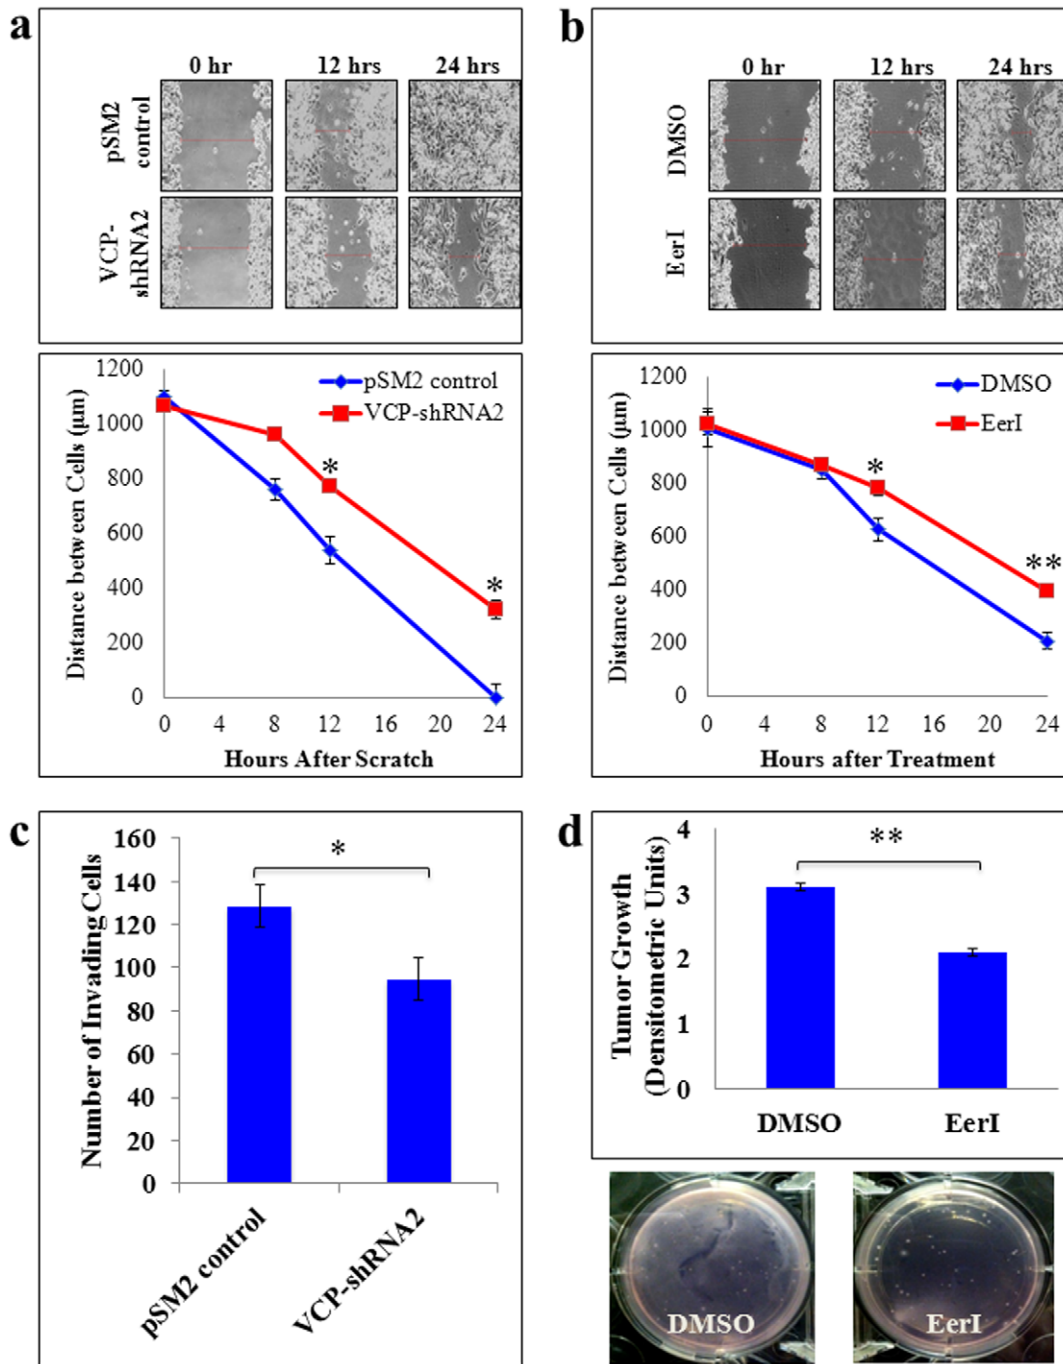 a
0 hr 12 hrs 24 hrs
pSM2 control
VCP-shRNA2
1200
1000
800
600
400
200
0
Distance between Cells (µm)
pSM2 control
VCP-shRNA2
*
*
0 4 8 12 16 20 24
Hours After Scratch
b
0 hr 12 hrs 24 hrs
DMSO
EerI
1200
1000
800
600
400
200
0
Distance between Cells (µm)
DMSO
EerI
*
**
0 4 8 12 16 20 24
Hours after Treatment
c
160
140
120
100
80
60
40
20
0
Number of Invading Cells
*
pSM2 control
VCP-shRNA2
d
4
3
2
1
0
Tumor Growth
(Densitometric Units)
**
DMSO EerI
DMSO
EerI